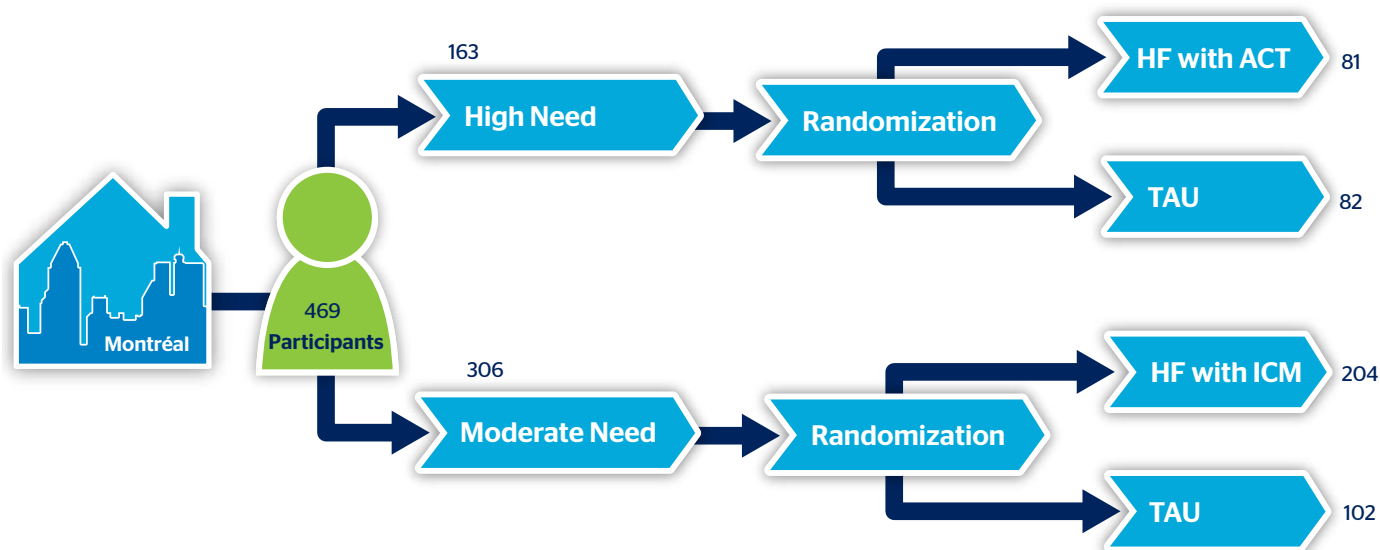 Montréal
469
Participants
163
High Need
Randomization
HF with ACT
81
TAU
82
306
Moderate Need
Randomization
HF with ICM
204
TAU
102